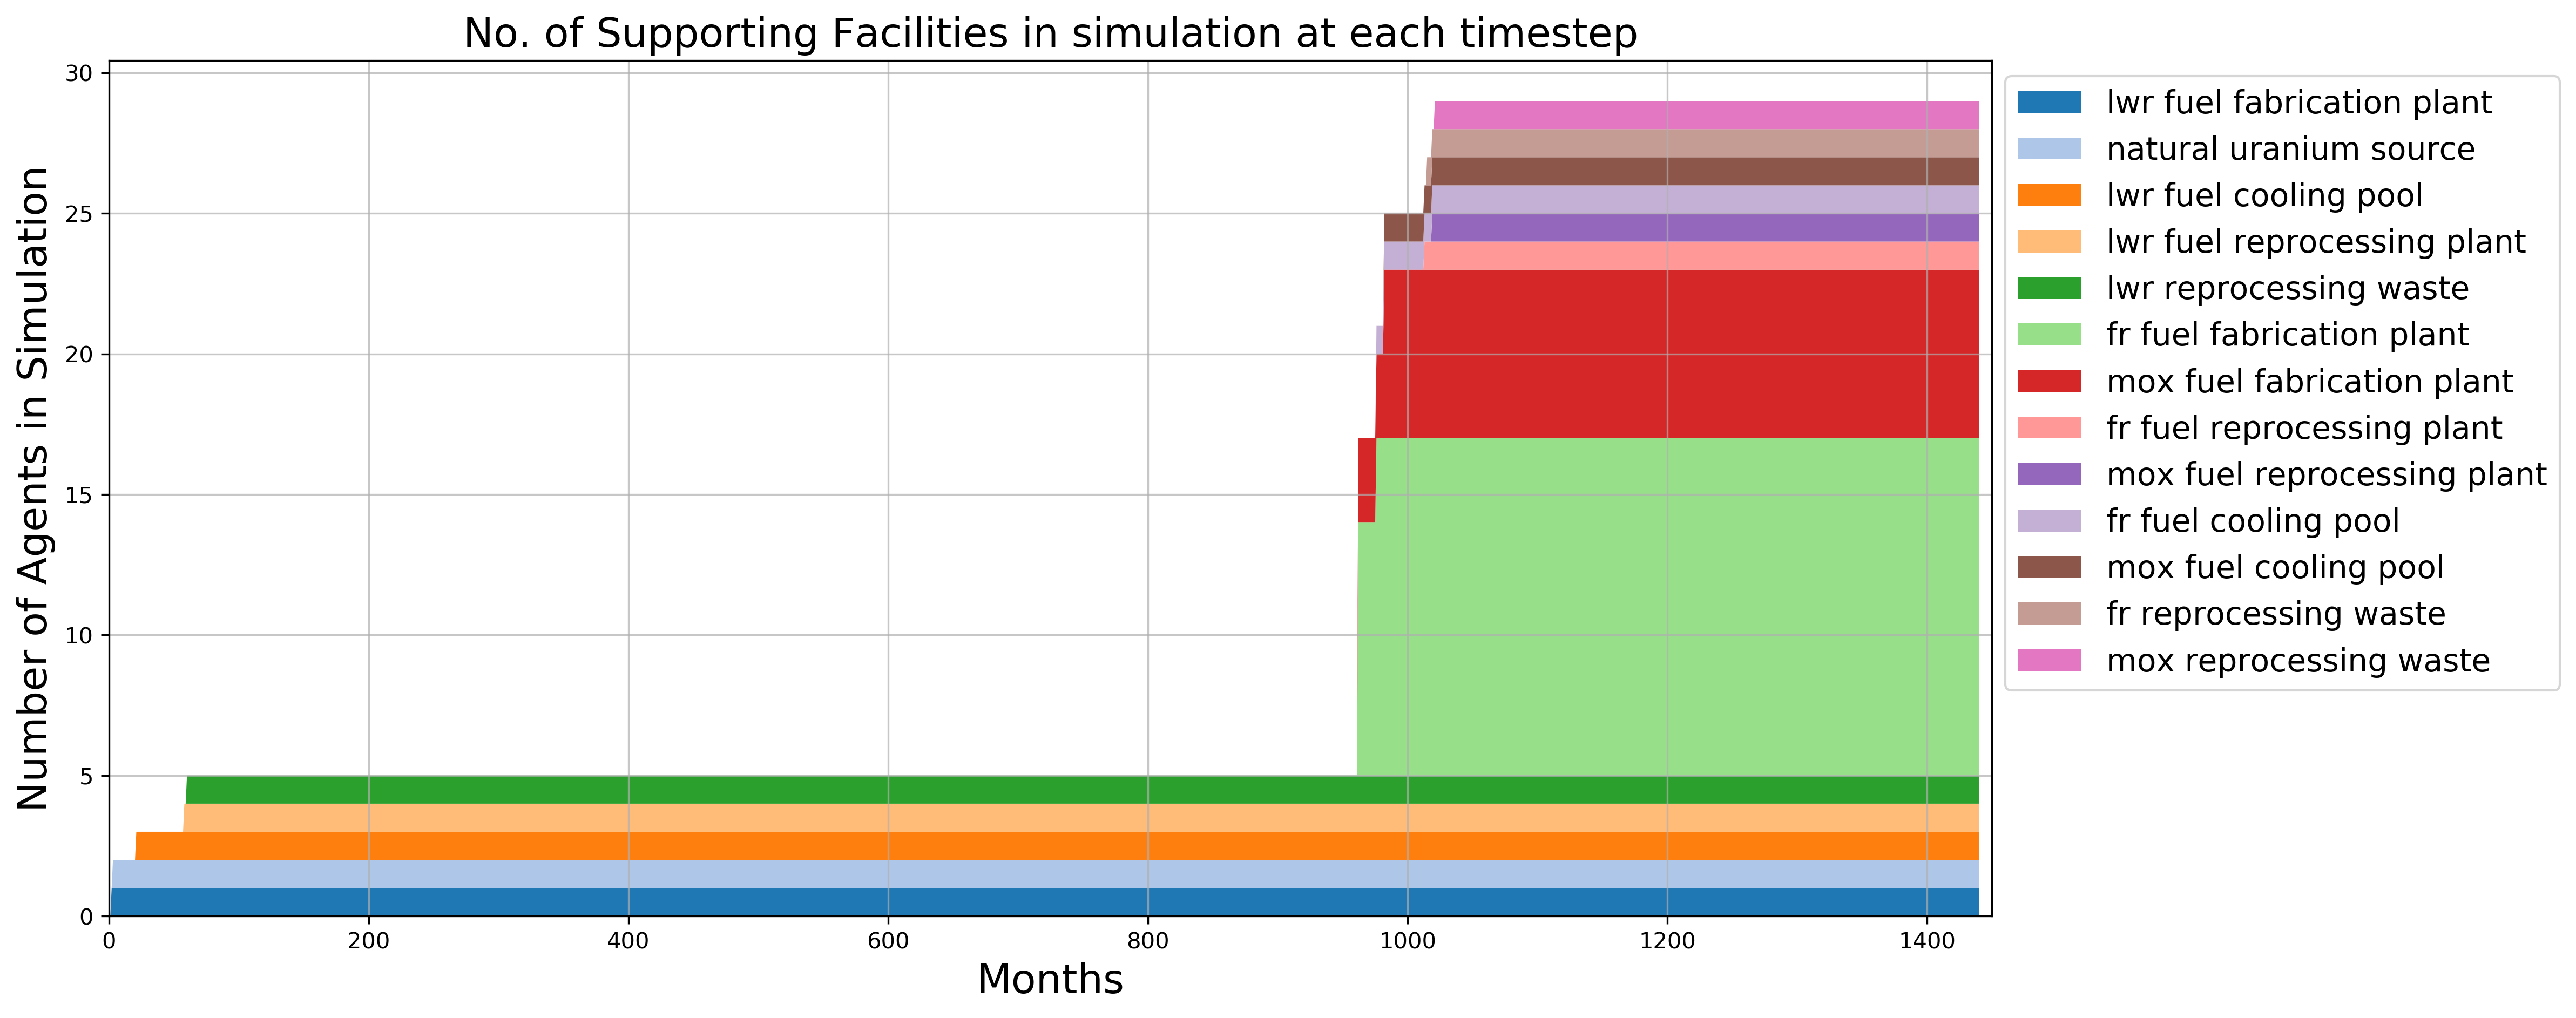 No. of Supporting Facilities in simulation at each timestep
Number of Agents in Simulation
30
25
20
15
10
5
0
0 200 400 600 800 1000 1200 1400
Months
lwr fuel fabrication plant
natural uranium source
lwr fuel cooling pool
lwr fuel reprocessing plant
lwr reprocessing waste
fr fuel fabrication plant
mox fuel fabrication plant
fr fuel reprocessing plant
mox fuel reprocessing plant
fr fuel cooling pool
mox fuel cooling pool
fr reprocessing waste
mox reprocessing waste